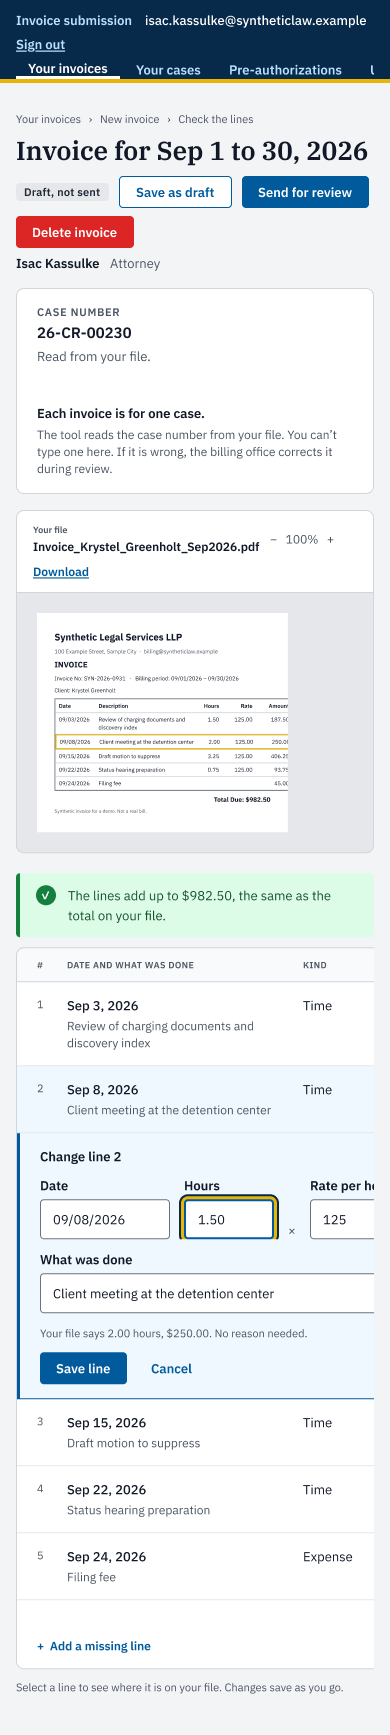 Invoice submission isac.kassulke@syntheticlaw.example
Sign out
Your invoices Your cases Pre-authorizations
Your invoices › New invoice › Check the lines
Invoice for Sep 1 to 30, 2026
Draft, not sent Save as draft Send for review
Delete invoice
Isac Kassulke Attorney
CASE NUMBER
26-CR-00230
Read from your file.
Each invoice is for one case.
The tool reads the case number from your file. You can’t
type one here. If it is wrong, the billing office corrects it
during review.
Your file
Invoice_Krystel_Greenholt_Sep2026.pdf − 100% +
Download
Synthetic Legal Services LLP
100 Example Street, Sample City · billing@syntheticlaw.example
INVOICE
Invoice No: SYN-2026-0931 · Billing period: 09/01/2026 – 09/30/2026
Client: Krystel Greenholt
Date Description Hours Rate Amount
09/03/2026 Review of charging documents and 1.50 125.00 187.50
discovery index
09/08/2026 Client meeting at the detention center 2.00 125.00 250.00
09/15/2026 Draft motion to suppress 3.25 125.00 406.25
09/22/2026 Status hearing preparation 0.75 125.00 93.75
09/24/2026 Filing fee 45.00
Total Due: $982.50
Synthetic invoice for a demo. Not a real bill.
The lines add up to $982.50, the same as the
total on your file.
# DATE AND WHAT WAS DONE KIND
1 Sep 3, 2026 Time
Review of charging documents and
discovery index
2 Sep 8, 2026 Time
Client meeting at the detention center
Change line 2
Date Hours Rate per
09/08/2026 1.50 × 125
What was done
Client meeting at the detention center
Your file says 2.00 hours, $250.00. No reason needed.
Save line Cancel
3 Sep 15, 2026 Time
Draft motion to suppress
4 Sep 22, 2026 Time
Status hearing preparation
5 Sep 24, 2026 Expense
Filing fee
+ Add a missing line
Select a line to see where it is on your file. Changes save as you go.